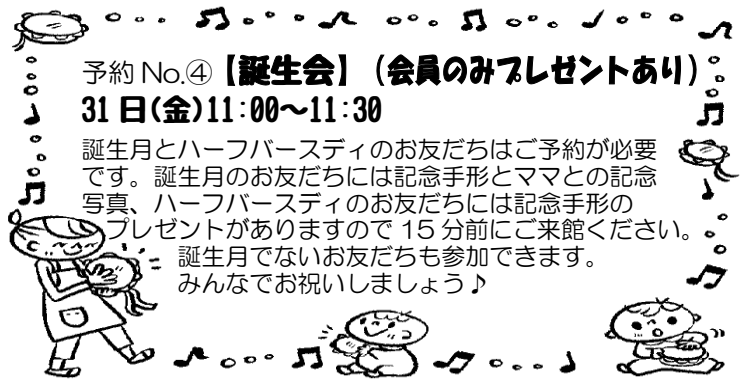 予約 No.④【誕生会】（会員のみプレゼントあり）
31日(金)11:00～11:30
誕生月とハーフバースディのお友だちはご予約が必要
です。誕生月のお友だちには記念手形とママとの記念
写真、ハーフバースディのお友だちには記念手形の
プレゼントがありますので 15 分前にご来館ください。
誕生月でないお友だちも参加できます。
みんなでお祝いしましょう♪